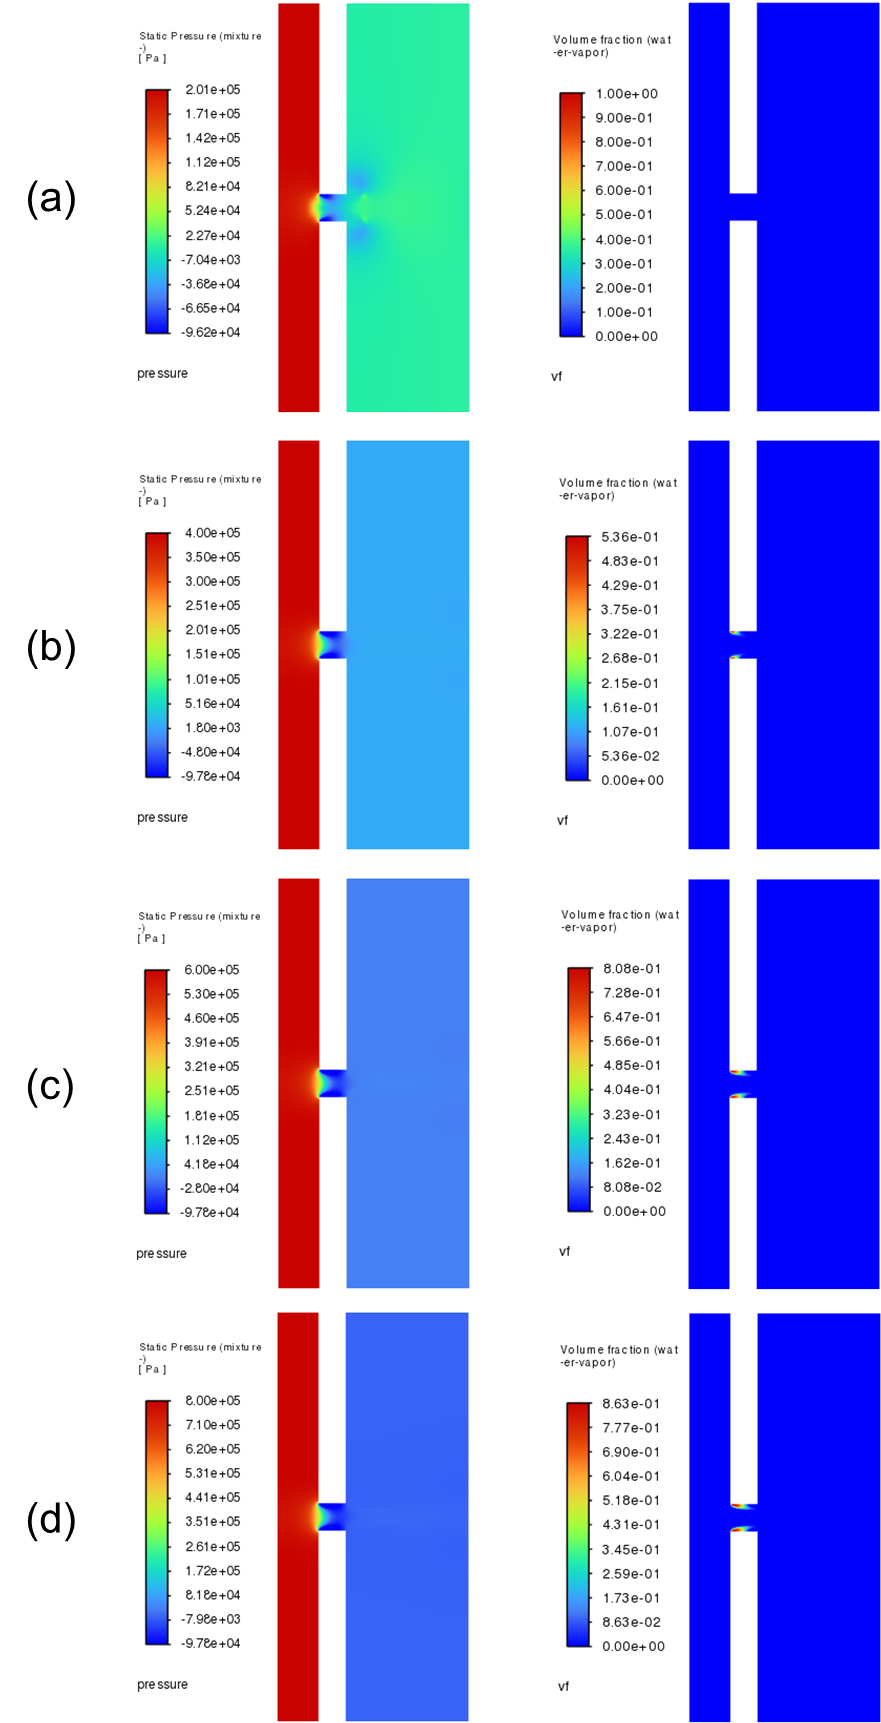 (a)
Static Pressure (mixture
-)
[ Pa ]
2.01e+05
1.71e+05
1.42e+05
1.12e+05
8.21e+04
5.24e+04
2.27e+04
-7.04e+03
-3.68e+04
-6.65e+04
-9.62e+04
pressure
Volume fraction (wat
-er-vapor)
1.00e+00
9.00e-01
8.00e-01
7.00e-01
6.00e-01
5.00e-01
4.00e-01
3.00e-01
2.00e-01
1.00e-01
0.00e+00
vf
(b)
Static Pressure (mixture
-)
[ Pa ]
4.00e+05
3.50e+05
3.00e+05
2.51e+05
2.01e+05
1.51e+05
1.01e+05
5.16e+04
1.80e+03
-4.80e+04
-9.78e+04
pressure
Volume fraction (wat
-er-vapor)
5.36e-01
4.83e-01
4.29e-01
3.75e-01
3.22e-01
2.68e-01
2.15e-01
1.61e-01
1.07e-01
5.36e-02
0.00e+00
vf
(c)
Static Pressure (mixture
-)
[ Pa ]
6.00e+05
5.30e+05
4.60e+05
3.91e+05
3.21e+05
2.51e+05
1.81e+05
1.12e+05
4.18e+04
-2.80e+04
-9.78e+04
pressure
Volume fraction (wat
-er-vapor)
8.08e-01
7.28e-01
6.47e-01
5.66e-01
4.85e-01
4.04e-01
3.23e-01
2.43e-01
1.62e-01
8.08e-02
0.00e+00
vf
(d)
Static Pressure (mixture
-)
[ Pa ]
8.00e+05
7.10e+05
6.20e+05
5.31e+05
4.41e+05
3.51e+05
2.61e+05
1.72e+05
8.18e+04
-7.98e+03
-9.78e+04
pressure
Volume fraction (wat
-er-vapor)
8.63e-01
7.77e-01
6.90e-01
6.04e-01
5.18e-01
4.31e-01
3.45e-01
2.59e-01
1.73e-01
8.63e-02
0.00e+00
vf